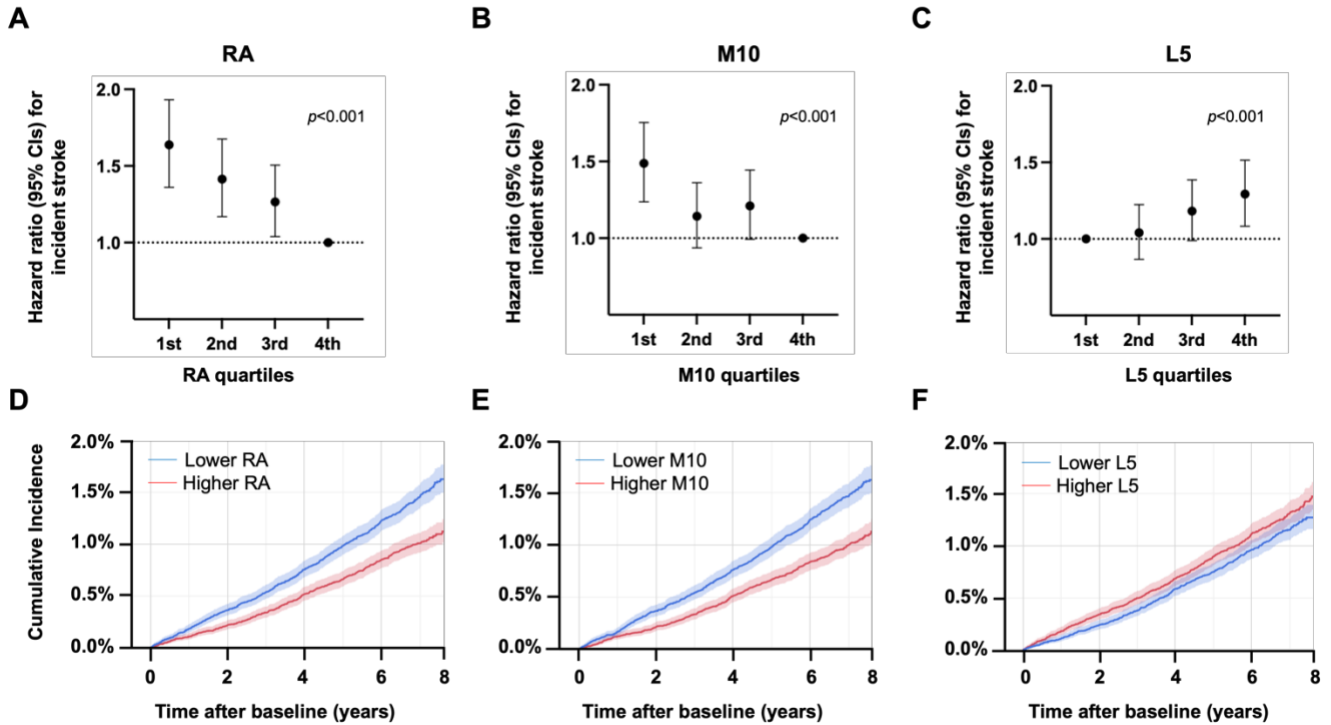 A
RA
Hazard ratio (95% CIs) for
incident stroke
2.0
1.5
1.0
p<0.001
1st 2nd 3rd 4th
RA quartiles
B
M10
Hazard ratio (95% CIs) for
incident stroke
2.0
1.5
1.0
p<0.001
1st 2nd 3rd 4th
M10 quartiles
C
L5
Hazard ratio (95% CIs) for
incident stroke
2.0
1.5
1.0
p<0.001
1st 2nd 3rd 4th
L5 quartiles
D
Cumulative Incidence
2.0%
1.5%
1.0%
0.5%
0.0%
Lower RA
Higher RA
0 2 4 6 8
Time after baseline (years)
E
2.0%
1.5%
1.0%
0.5%
0.0%
Lower M10
Higher M10
0 2 4 6 8
Time after baseline (years)
F
2.0%
1.5%
1.0%
0.5%
0.0%
Lower L5
Higher L5
0 2 4 6 8
Time after baseline (years)